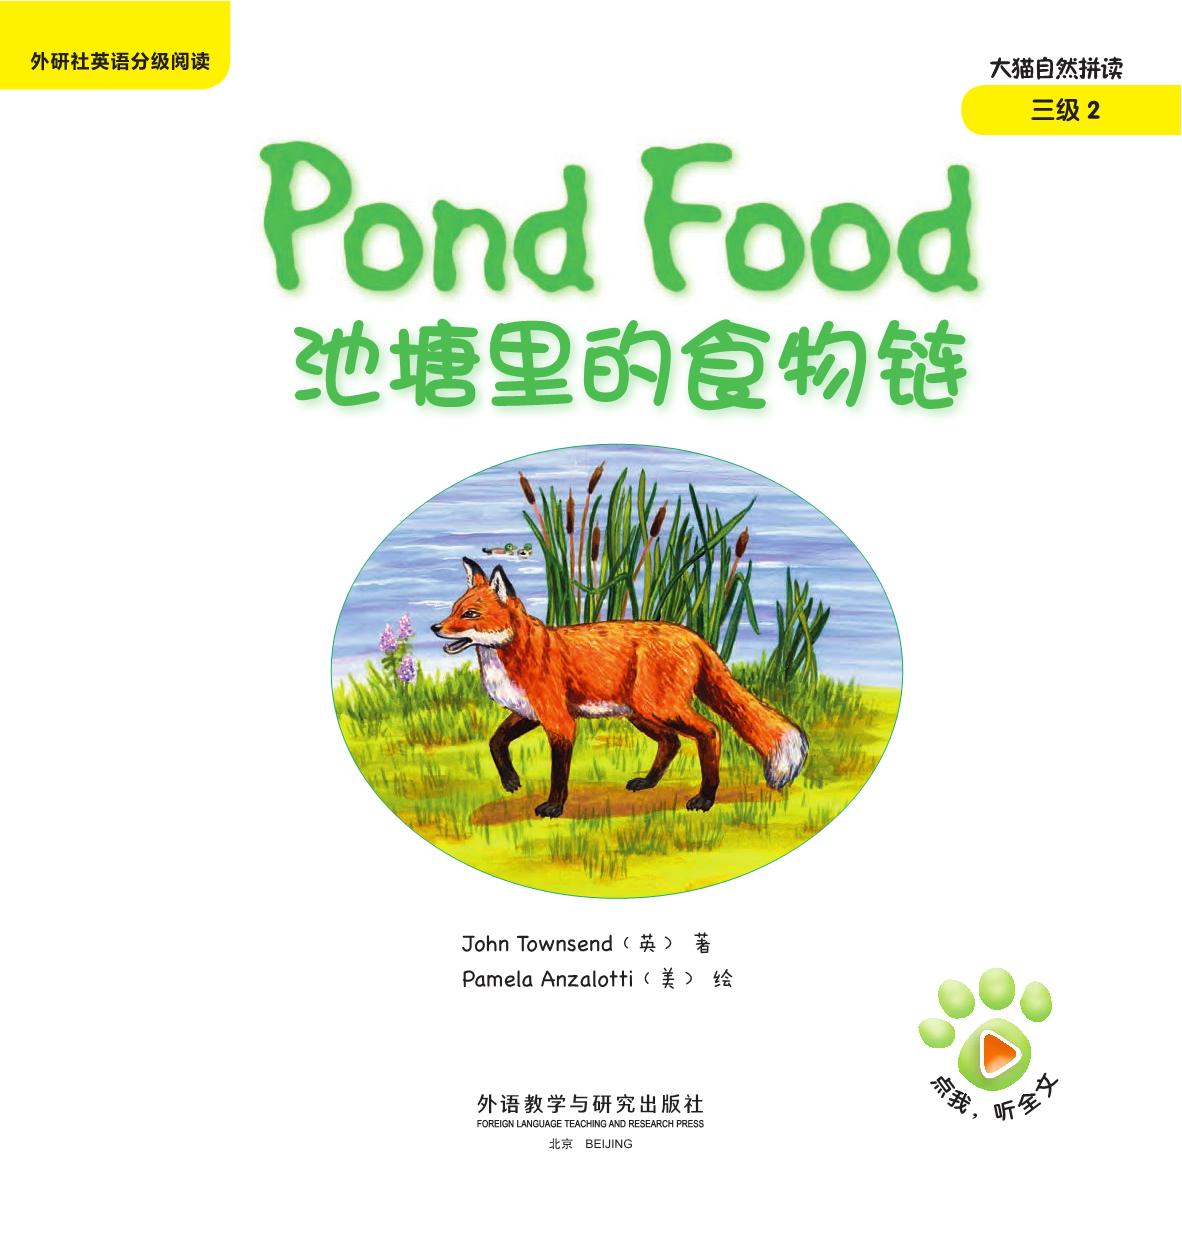 外研社英语分级阅读
大猫自然拼读
三级 2
Pond Food
池塘里的食物链
John Townsend（英） 著
Pamela Anzalotti（美） 绘
点我，听全文
外语教学与研究出版社
FOREIGN LANGUAGE TEACHING AND RESEARCH PRESS
北京 BEIJING